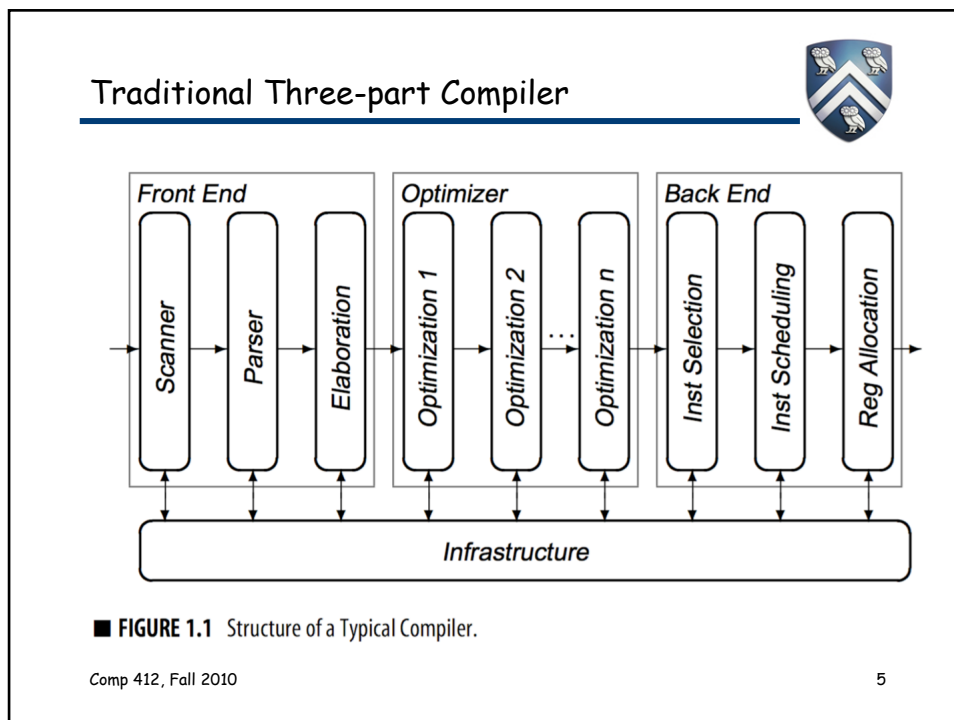 Traditional Three-part Compiler
Front End
Scanner
Parser
Elaboration
Optimizer
Optimization 1
Optimization 2
...
Optimization n
Back End
Inst Selection
Inst Scheduling
Reg Allocation
Infrastructure
■ FIGURE 1.1 Structure of a Typical Compiler.
Comp 412, Fall 2010
5